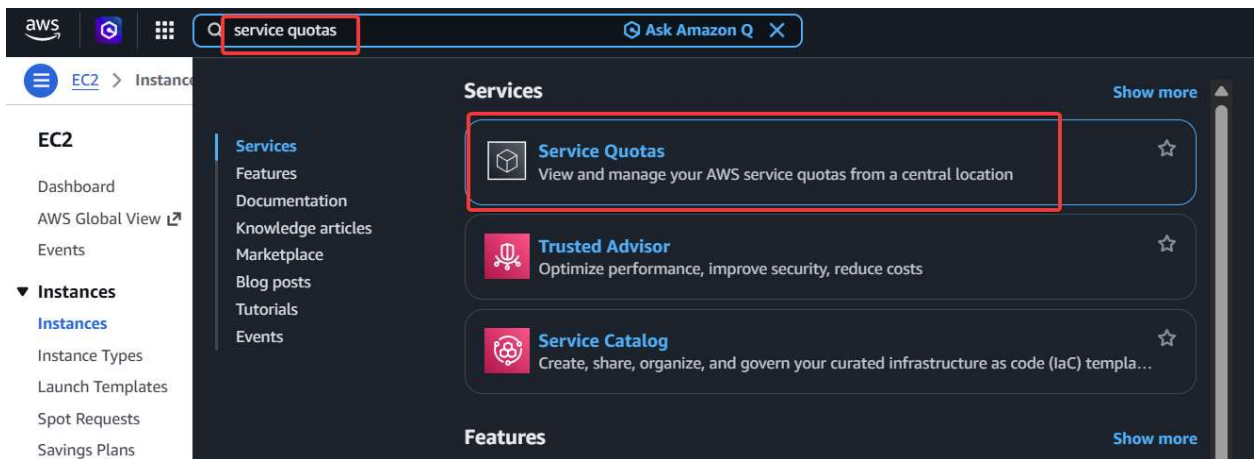 aws
service quotas
Ask Amazon Q
EC2 > Instanc
EC2
Dashboard
AWS Global View
Events
Instances
Instances
Instance Types
Launch Templates
Spot Requests
Savings Plans
Services
Features
Documentation
Knowledge articles
Marketplace
Blog posts
Tutorials
Events
Services
Show more
Service Quotas
View and manage your AWS service quotas from a central location
Trusted Advisor
Optimize performance, improve security, reduce costs
Service Catalog
Create, share, organize, and govern your curated infrastructure as code (IaC) templa...
Features
Show more